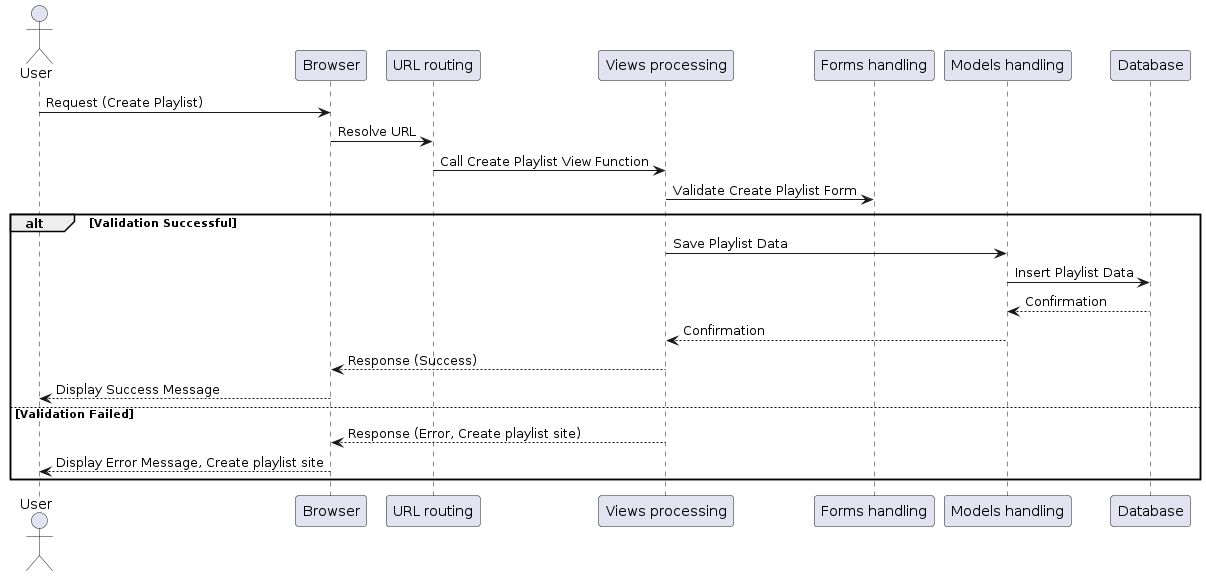 User
Browser
URL routing
Views processing
Forms handling
Models handling
Database
Request (Create Playlist)
Resolve URL
Call Create Playlist View Function
Validate Create Playlist Form
alt
[Validation Successful]
Save Playlist Data
Insert Playlist Data
Confirmation
Confirmation
Response (Success)
Display Success Message
[Validation Failed]
Response (Error, Create playlist site)
Display Error Message, Create playlist site
User
Browser
URL routing
Views processing
Forms handling
Models handling
Database